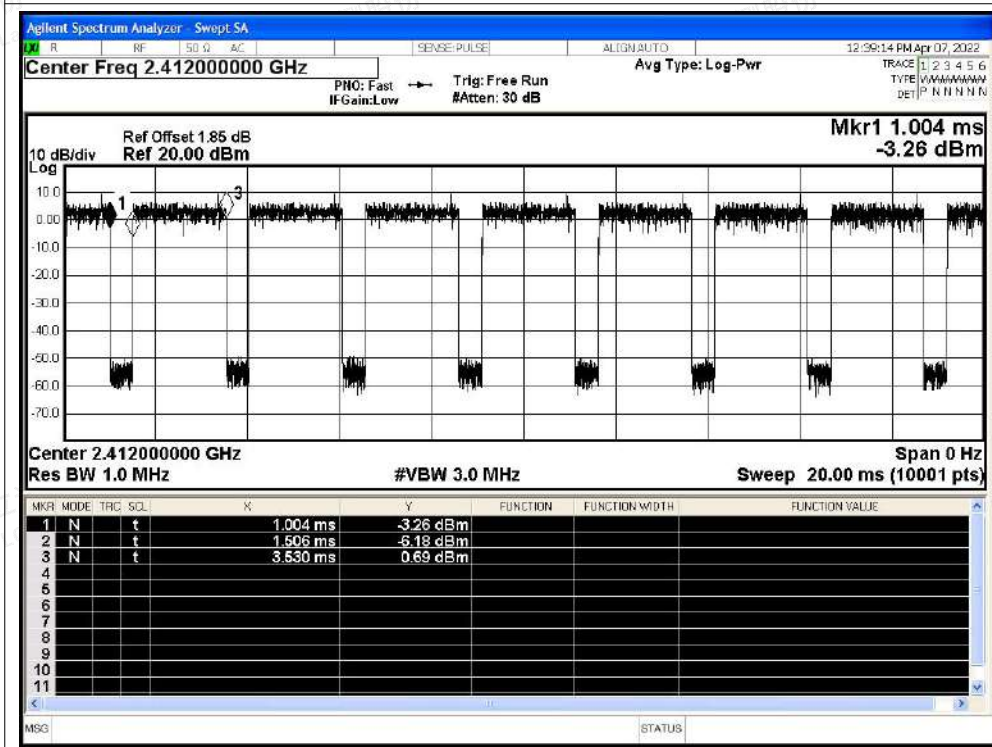 Agilent Spectrum Analyzer - Swept SA
LXI R RF 50 Ω AC SENSE:PULSE ALIGN AUTO 12:39:14 PM Apr 07, 2022
Center Freq 2.412000000 GHz Avg Type: Log-Pwr TRACE 1 2 3 4 5 6
PNO: Fast Trig: Free Run TYPE
IFGain:Low #Atten: 30 dB DET P N N N N N
Ref Offset 1.85 dB Mkr1 1.004 ms
10 dB/div Ref 20.00 dBm -3.26 dBm
Log
10.0
1
3
0.00
-10.0
-20.0
-30.0
-40.0
-50.0
-60.0
-70.0
Center 2.412000000 GHz Span 0 Hz
Res BW 1.0 MHz #VBW 3.0 MHz Sweep 20.00 ms (10001 pts)
MKR MODE TRC SCL X Y FUNCTION FUNCTION WIDTH FUNCTION VALUE
1 N t 1.004 ms -3.26 dBm
2 N t 1.506 ms -6.18 dBm
3 N t 3.530 ms 0.69 dBm
4
5
6
7
8
9
10
11
MSG STATUS